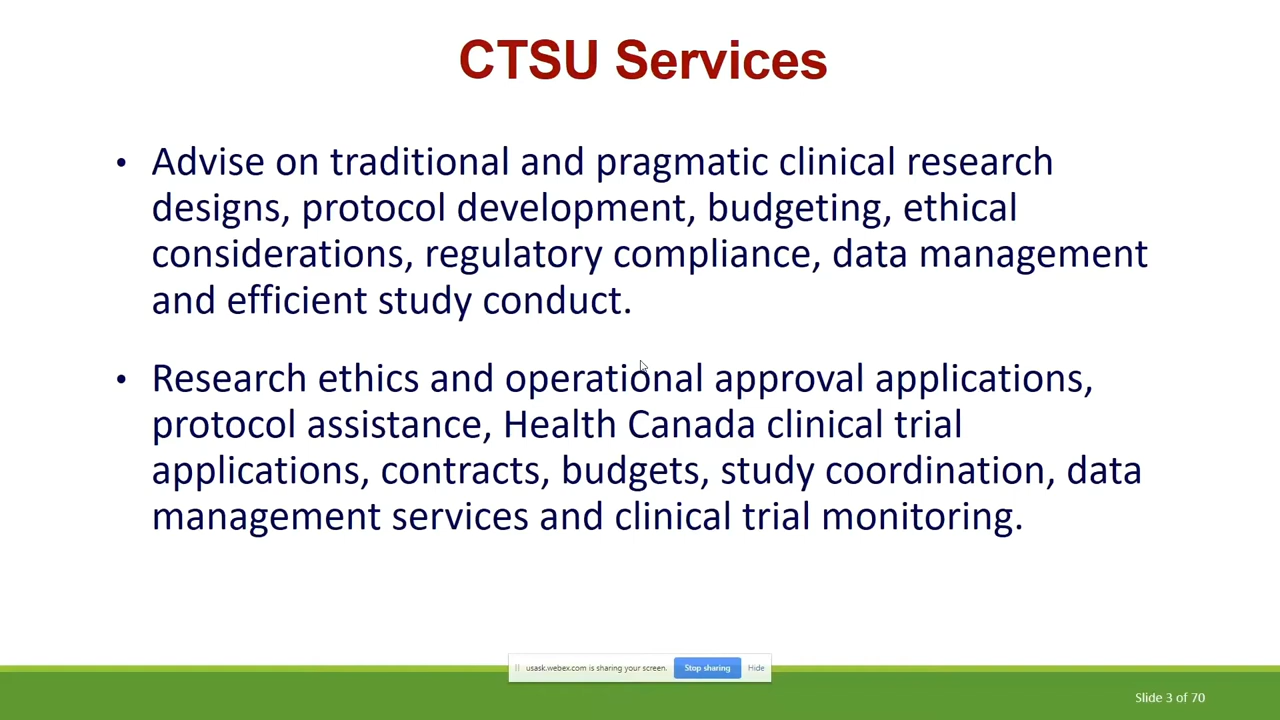 CTSU Services
• Advise on traditional and pragmatic clinical research
designs, protocol development, budgeting, ethical
considerations, regulatory compliance, data management
and efficient study conduct.
• Research ethics and operational approval applications,
protocol assistance, Health Canada clinical trial
applications, contracts, budgets, study coordination, data
management services and clinical trial monitoring.
usask.webex.com is sharing your screen. Stop sharing Hide
Slide 3 of 70